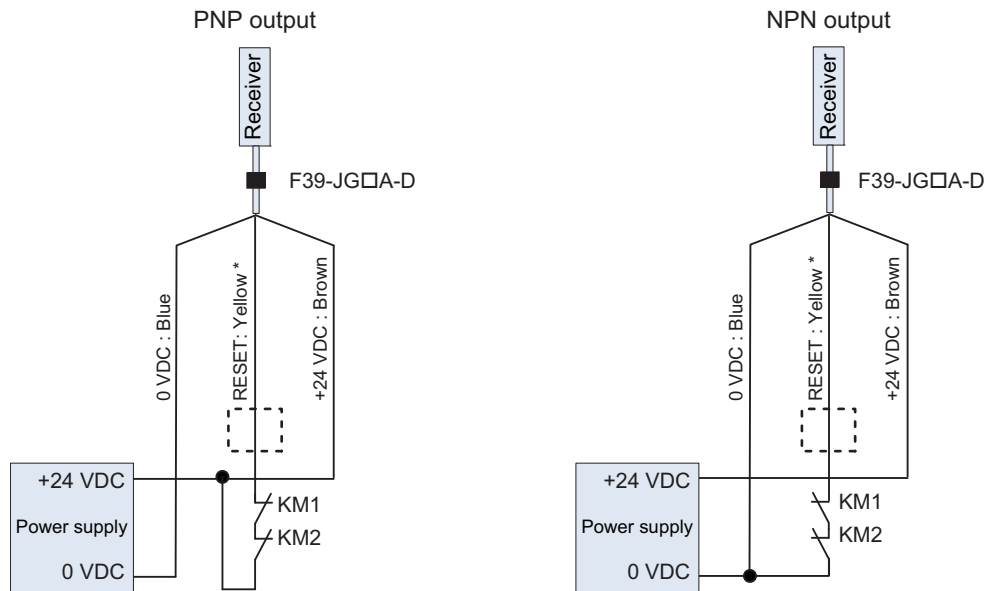 PNP output
Receiver
F39-JG□A-D
0 VDC : Blue
RESET : Yellow *
+24 VDC : Brown
+24 VDC
Power supply
0 VDC
KM1
KM2
NPN output
Receiver
F39-JG□A-D
0 VDC : Blue
RESET : Yellow *
+24 VDC : Brown
+24 VDC
Power supply
0 VDC
KM1
KM2